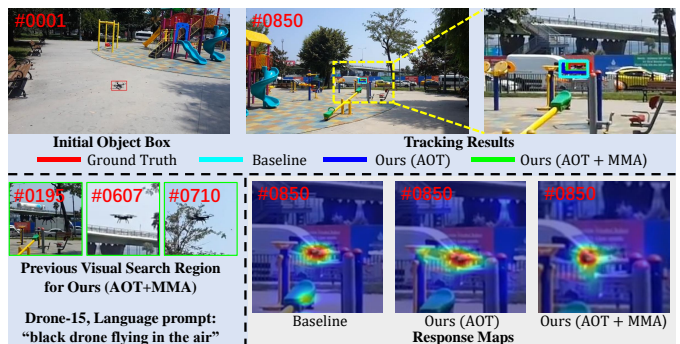 #0001
#0850
Initial Object Box
Tracking Results
Ground Truth
Baseline
Ours (AOT)
Ours (AOT + MMA)
#0195
#0607
#0710
Previous Visual Search Region
for Ours (AOT+MMA)
Drone-15, Language prompt:
“black drone flying in the air”
#0850
#0850
#0850
Baseline
Ours (AOT)
Ours (AOT + MMA)
Response Maps